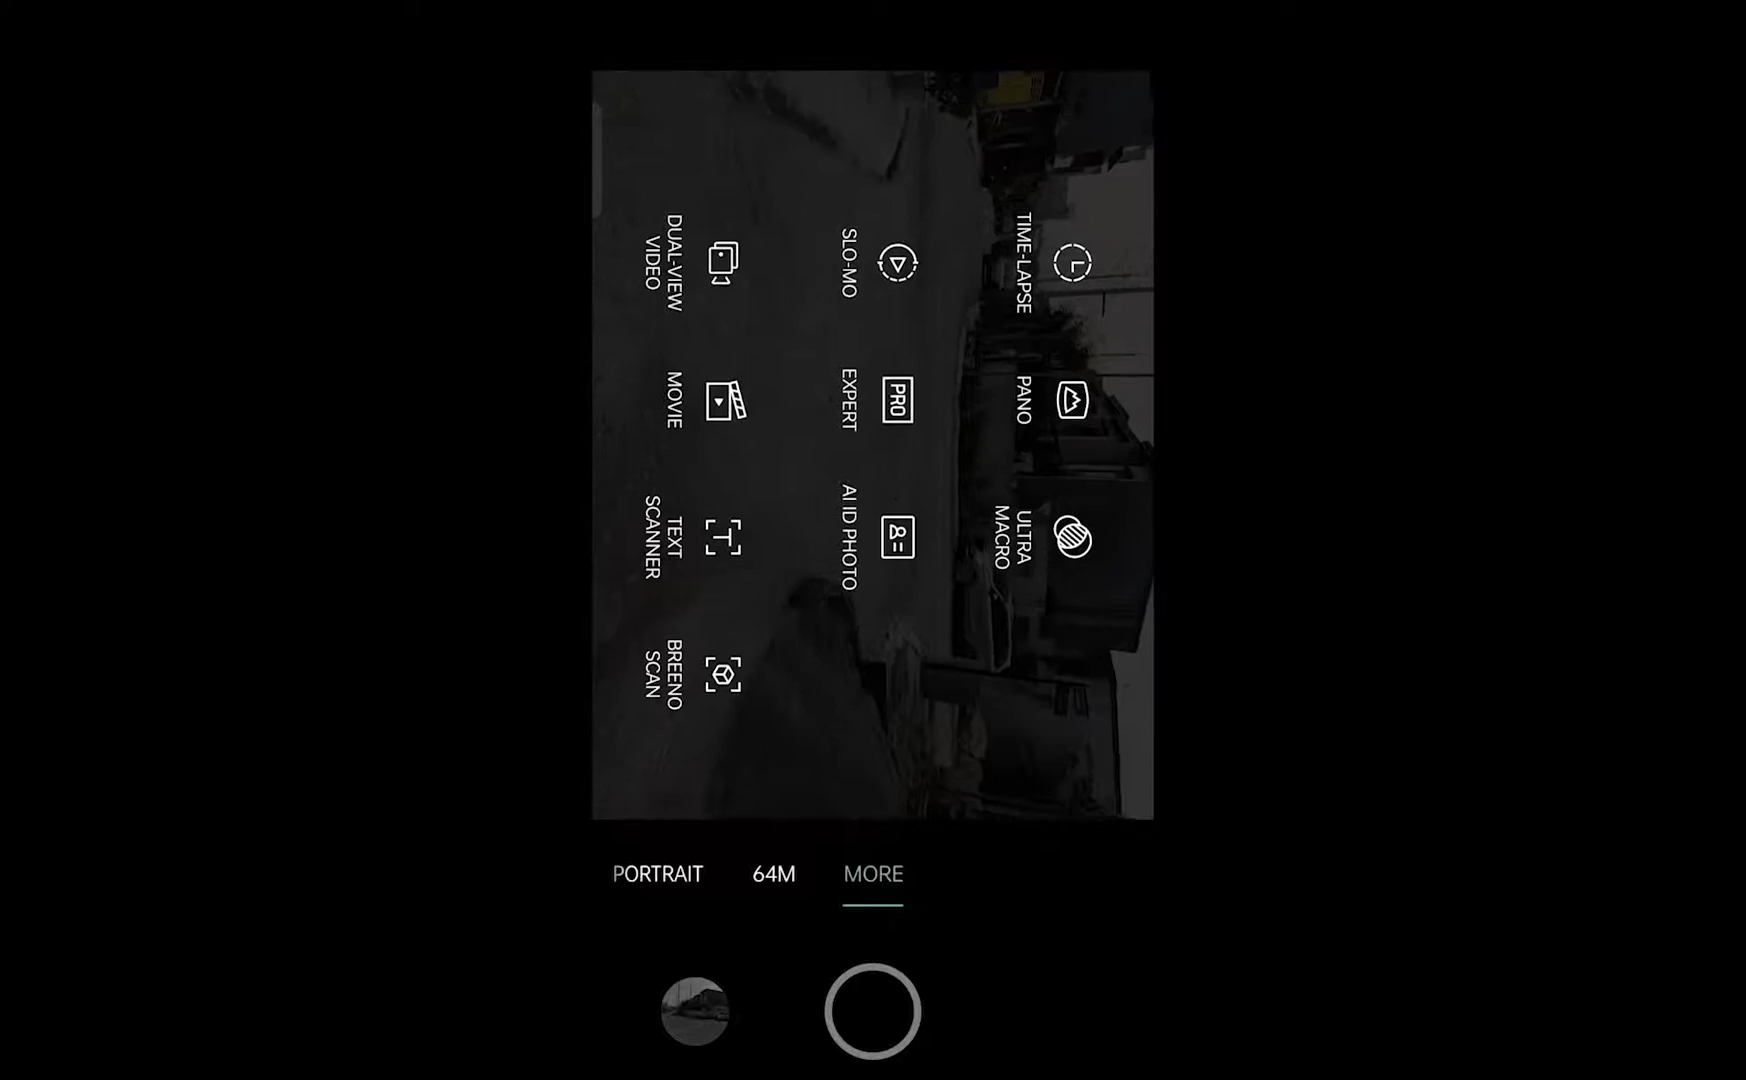 TIME-LAPSE
PANO
ULTRA
MACRO
SLO-MO
PRO
EXPERT
AI ID PHOTO
DUAL-VIEW
VIDEO
MOVIE
T
TEXT
SCANNER
BREENO
SCAN
PORTRAIT 64M MORE